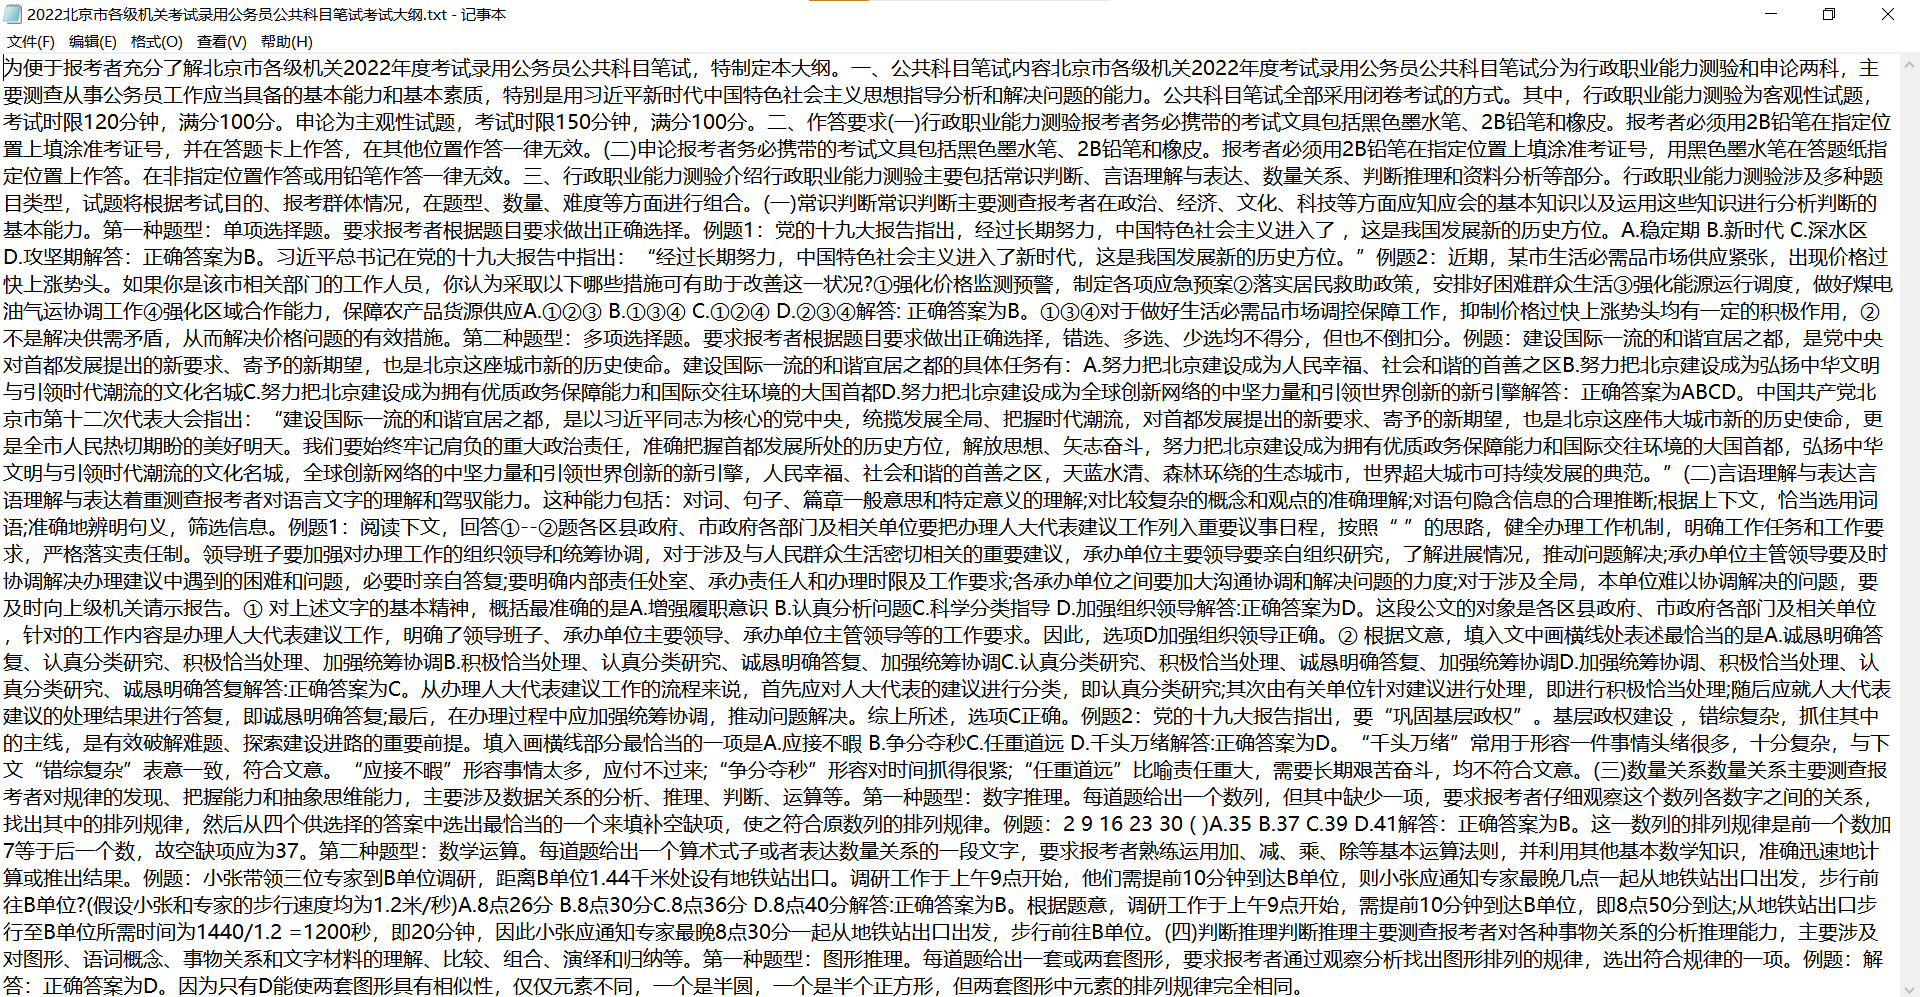 2022北京市各级机关考试录用公务员公共科目笔试考试大纲.txt - 记事本
文件(F) 编辑(E) 格式(O) 查看(V) 帮助(H)
为便于报考者充分了解北京市各级机关2022年度考试录用公务员公共科目笔试，特制定本大纲。一、公共科目笔试内容北京市各级机关2022年度考试录用公务员公共科目笔试分为行政职业能力测验和申论两科，主
要测查从事公务员工作应当具备的基本能力和基本素质，特别是用习近平新时代中国特色社会主义思想指导分析和解决问题的能力。公共科目笔试全部采用闭卷考试的方式。其中，行政职业能力测验为客观性试题，
考试时限120分钟，满分100分。申论为主观性试题，考试时限150分钟，满分100分。二、作答要求(一)行政职业能力测验报考者务必携带的考试文具包括黑色墨水笔、2B铅笔和橡皮。报考者必须用2B铅笔在指定位
置上填涂准考证号，并在答题卡上作答，在其他位置作答一律无效。(二)申论报考者务必携带的考试文具包括黑色墨水笔、2B铅笔和橡皮。报考者必须用2B铅笔在指定位置上填涂准考证号，用黑色墨水笔在答题纸指
定位置上作答。在非指定位置作答或用铅笔作答一律无效。三、行政职业能力测验介绍行政职业能力测验主要包括常识判断、言语理解与表达、数量关系、判断推理和资料分析等部分。行政职业能力测验涉及多种题
目类型，试题将根据考试目的、报考群体情况，在题型、数量、难度等方面进行组合。(一)常识判断常识判断主要测查报考者在政治、经济、文化、科技等方面应知应会的基本知识以及运用这些知识进行分析判断的
基本能力。第一种题型：单项选择题。要求报考者根据题目要求做出正确选择。例题1：党的十九大报告指出，经过长期努力，中国特色社会主义进入了 ，这是我国发展新的历史方位。A.稳定期 B.新时代 C.深水区
D.攻坚期解答：正确答案为B。习近平总书记在党的十九大报告中指出：“经过长期努力，中国特色社会主义进入了新时代，这是我国发展新的历史方位。”例题2：近期，某市生活必需品市场供应紧张，出现价格过
快上涨势头。如果你是该市相关部门的工作人员，你认为采取以下哪些措施可有助于改善这一状况?①强化价格监测预警，制定各项应急预案②落实居民救助政策，安排好困难群众生活③强化能源运行调度，做好煤电
油气运协调工作④强化区域合作能力，保障农产品货源供应A.①②③ B.①③④ C.①②④ D.②③④解答: 正确答案为B。①③④对于做好生活必需品市场调控保障工作，抑制价格过快上涨势头均有一定的积极作用，②
不是解决供需矛盾，从而解决价格问题的有效措施。第二种题型：多项选择题。要求报考者根据题目要求做出正确选择，错选、多选、少选均不得分，但也不倒扣分。例题：建设国际一流的和谐宜居之都，是党中央
对首都发展提出的新要求、寄予的新期望，也是北京这座城市新的历史使命。建设国际一流的和谐宜居之都的具体任务有：A.努力把北京建设成为人民幸福、社会和谐的首善之区B.努力把北京建设成为弘扬中华文明
与引领时代潮流的文化名城C.努力把北京建设成为拥有优质政务保障能力和国际交往环境的大国首都D.努力把北京建设成为全球创新网络的中坚力量和引领世界创新的新引擎解答：正确答案为ABCD。中国共产党北
京市第十二次代表大会指出：“建设国际一流的和谐宜居之都，是以习近平同志为核心的党中央，统揽发展全局、把握时代潮流，对首都发展提出的新要求、寄予的新期望，也是北京这座伟大城市新的历史使命，更
是全市人民热切期盼的美好明天。我们要始终牢记肩负的重大政治责任，准确把握首都发展所处的历史方位，解放思想、矢志奋斗，努力把北京建设成为拥有优质政务保障能力和国际交往环境的大国首都，弘扬中华
文明与引领时代潮流的文化名城，全球创新网络的中坚力量和引领世界创新的新引擎，人民幸福、社会和谐的首善之区，天蓝水清、森林环绕的生态城市，世界超大城市可持续发展的典范。”(二)言语理解与表达言
语理解与表达着重测查报考者对语言文字的理解和驾驭能力。这种能力包括：对词、句子、篇章一般意思和特定意义的理解;对比较复杂的概念和观点的准确理解;对语句隐含信息的合理推断;根据上下文，恰当选用词
语;准确地辨明句义，筛选信息。例题1：阅读下文，回答①--②题各区县政府、市政府各部门及相关单位要把办理人大代表建议工作列入重要议事日程，按照“ ”的思路，健全办理工作机制，明确工作任务和工作要
求，严格落实责任制。领导班子要加强对办理工作的组织领导和统筹协调，对于涉及与人民群众生活密切相关的重要建议，承办单位主要领导要亲自组织研究，了解进展情况，推动问题解决;承办单位主管领导要及时
协调解决办理建议中遇到的困难和问题，必要时亲自答复;要明确内部责任处室、承办责任人和办理时限及工作要求;各承办单位之间要加大沟通协调和解决问题的力度;对于涉及全局，本单位难以协调解决的问题，要
及时向上级机关请示报告。① 对上述文字的基本精神，概括最准确的是A.增强履职意识 B.认真分析问题C.科学分类指导 D.加强组织领导解答:正确答案为D。这段公文的对象是各区县政府、市政府各部门及相关单位
，针对的工作内容是办理人大代表建议工作，明确了领导班子、承办单位主要领导、承办单位主管领导等的工作要求。因此，选项D加强组织领导正确。② 根据文意，填入文中画横线处表述最恰当的是A.诚恳明确答
复、认真分类研究、积极恰当处理、加强统筹协调B.积极恰当处理、认真分类研究、诚恳明确答复、加强统筹协调C.认真分类研究、积极恰当处理、诚恳明确答复、加强统筹协调D.加强统筹协调、积极恰当处理、认
真分类研究、诚恳明确答复解答:正确答案为C。从办理人大代表建议工作的流程来说，首先应对人大代表的建议进行分类，即认真分类研究;其次由有关单位针对建议进行处理，即进行积极恰当处理;随后应就人大代表
建议的处理结果进行答复，即诚恳明确答复;最后，在办理过程中应加强统筹协调，推动问题解决。综上所述，选项C正确。例题2：党的十九大报告指出，要“巩固基层政权”。基层政权建设 ，错综复杂，抓住其中
的主线，是有效破解难题、探索建设进路的重要前提。填入画横线部分最恰当的一项是A.应接不暇 B.争分夺秒C.任重道远 D.千头万绪解答:正确答案为D。“千头万绪”常用于形容一件事情头绪很多，十分复杂，与下
文“错综复杂”表意一致，符合文意。“应接不暇”形容事情太多，应付不过来;“争分夺秒”形容对时间抓得很紧;“任重道远”比喻责任重大，需要长期艰苦奋斗，均不符合文意。(三)数量关系数量关系主要测查报
考者对规律的发现、把握能力和抽象思维能力，主要涉及数据关系的分析、推理、判断、运算等。第一种题型：数字推理。每道题给出一个数列，但其中缺少一项，要求报考者仔细观察这个数列各数字之间的关系，
找出其中的排列规律，然后从四个供选择的答案中选出最恰当的一个来填补空缺项，使之符合原数列的排列规律。例题：2 9 16 23 30 ( )A.35 B.37 C.39 D.41解答：正确答案为B。这一数列的排列规律是前一个数加
7等于后一个数，故空缺项应为37。第二种题型：数学运算。每道题给出一个算术式子或者表达数量关系的一段文字，要求报考者熟练运用加、减、乘、除等基本运算法则，并利用其他基本数学知识，准确迅速地计
算或推出结果。例题：小张带领三位专家到B单位调研，距离B单位1.44千米处设有地铁站出口。调研工作于上午9点开始，他们需提前10分钟到达B单位，则小张应通知专家最晚几点一起从地铁站出口出发，步行前
往B单位?(假设小张和专家的步行速度均为1.2米/秒)A.8点26分 B.8点30分C.8点36分 D.8点40分解答:正确答案为B。根据题意，调研工作于上午9点开始，需提前10分钟到达B单位，即8点50分到达;从地铁站出口步
行至B单位所需时间为1440/1.2 =1200秒，即20分钟，因此小张应通知专家最晚8点30分一起从地铁站出口出发，步行前往B单位。(四)判断推理判断推理主要测查报考者对各种事物关系的分析推理能力，主要涉及
对图形、语词概念、事物关系和文字材料的理解、比较、组合、演绎和归纳等。第一种题型：图形推理。每道题给出一套或两套图形，要求报考者通过观察分析找出图形排列的规律，选出符合规律的一项。例题：解
答：正确答案为D。因为只有D能使两套图形具有相似性，仅仅元素不同，一个是半圆，一个是半个正方形，但两套图形中元素的排列规律完全相同。